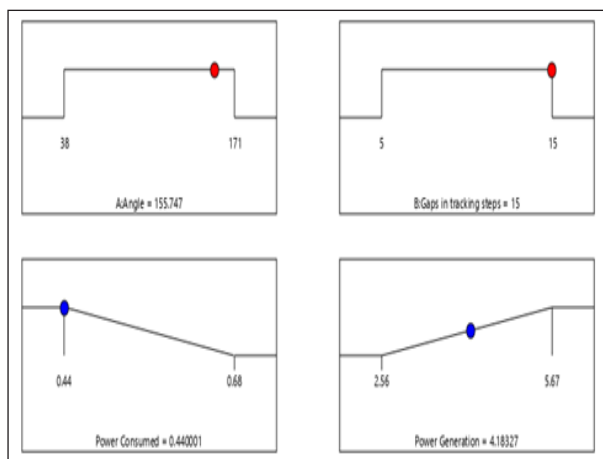 38 171
A:Angle = 155.747
5 15
B:Gaps in tracking steps = 15
0.44 0.68
Power Consumed = 0.440001
2.56 5.67
Power Generation = 4.18327